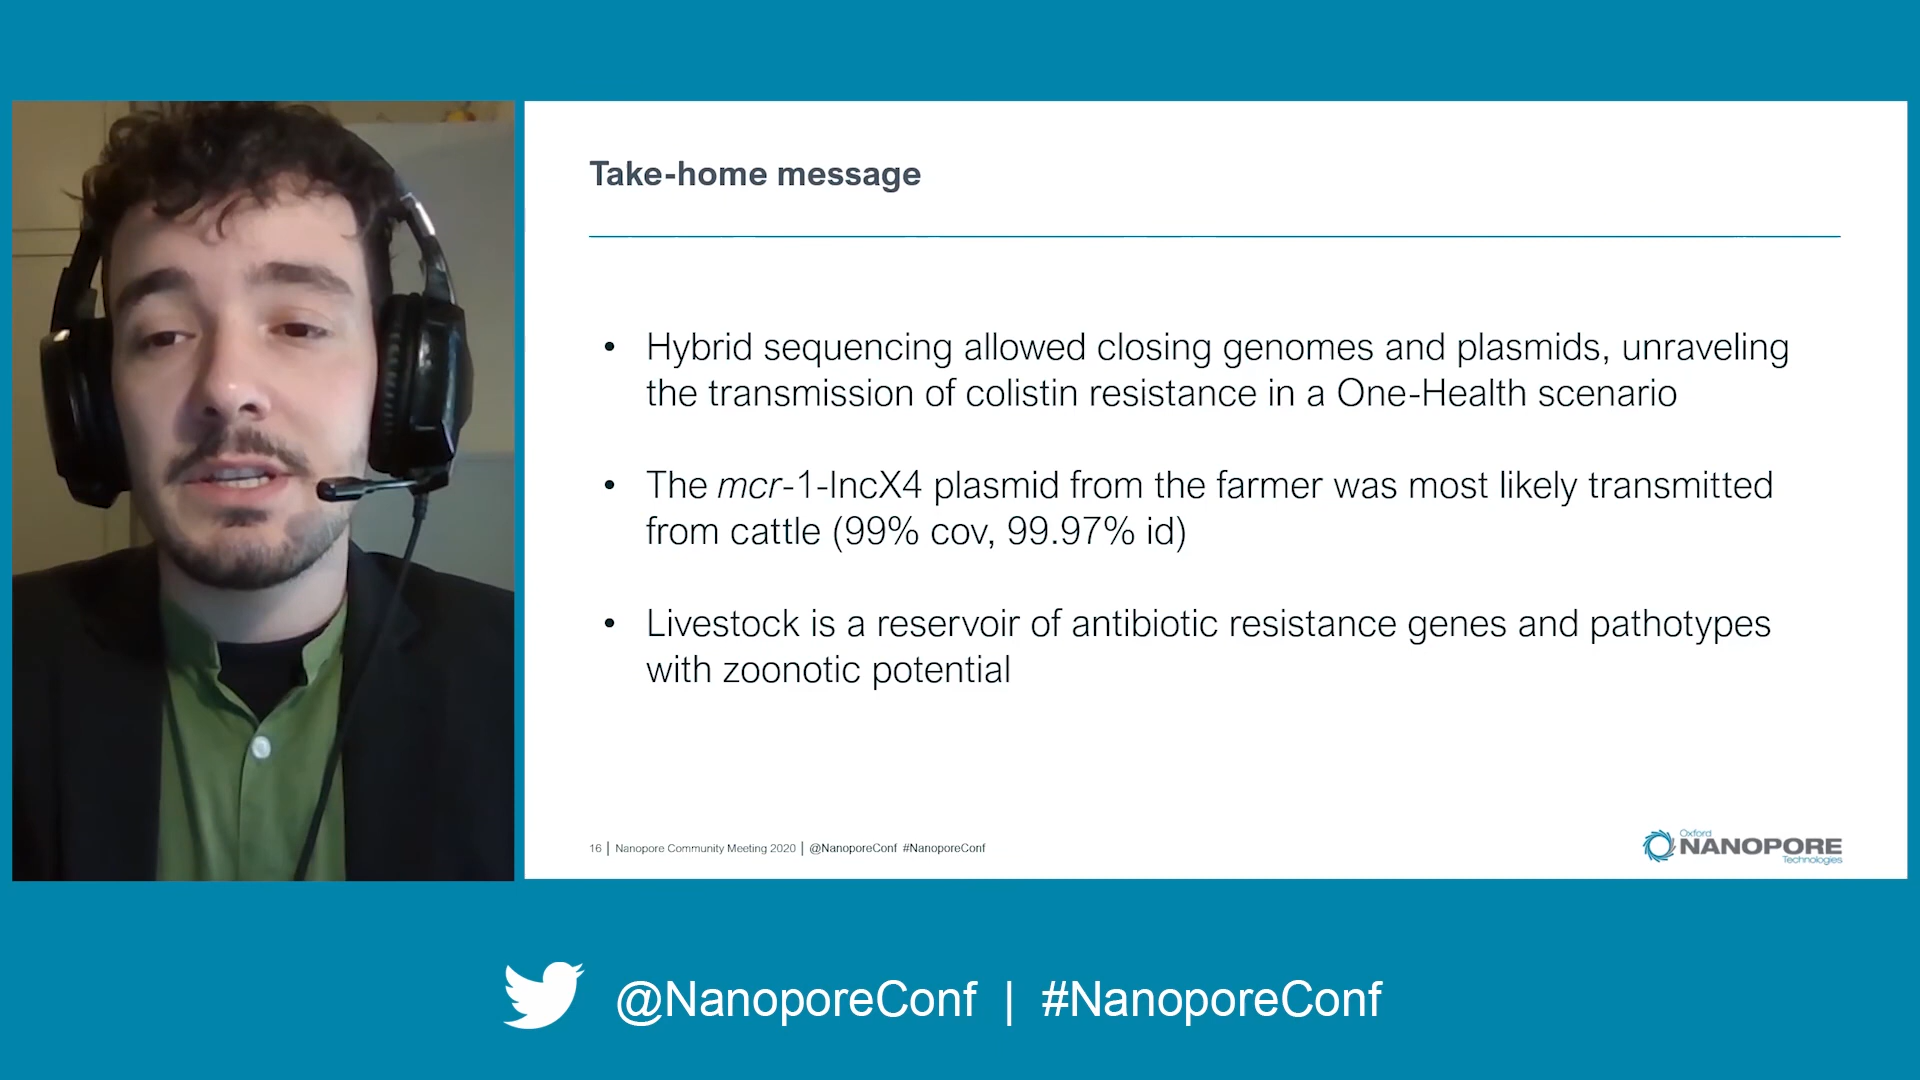 Take-home message
• Hybrid sequencing allowed closing genomes and plasmids, unraveling
the transmission of colistin resistance in a One-Health scenario
• The mcr-1-IncX4 plasmid from the farmer was most likely transmitted
from cattle (99% cov, 99.97% id)
• Livestock is a reservoir of antibiotic resistance genes and pathotypes
with zoonotic potential
16 | Nanopore Community Meeting 2020 | @NanoporeConf #NanoporeConf
Oxford
NANOPORE
Technologies
@NanoporeConf | #NanoporeConf